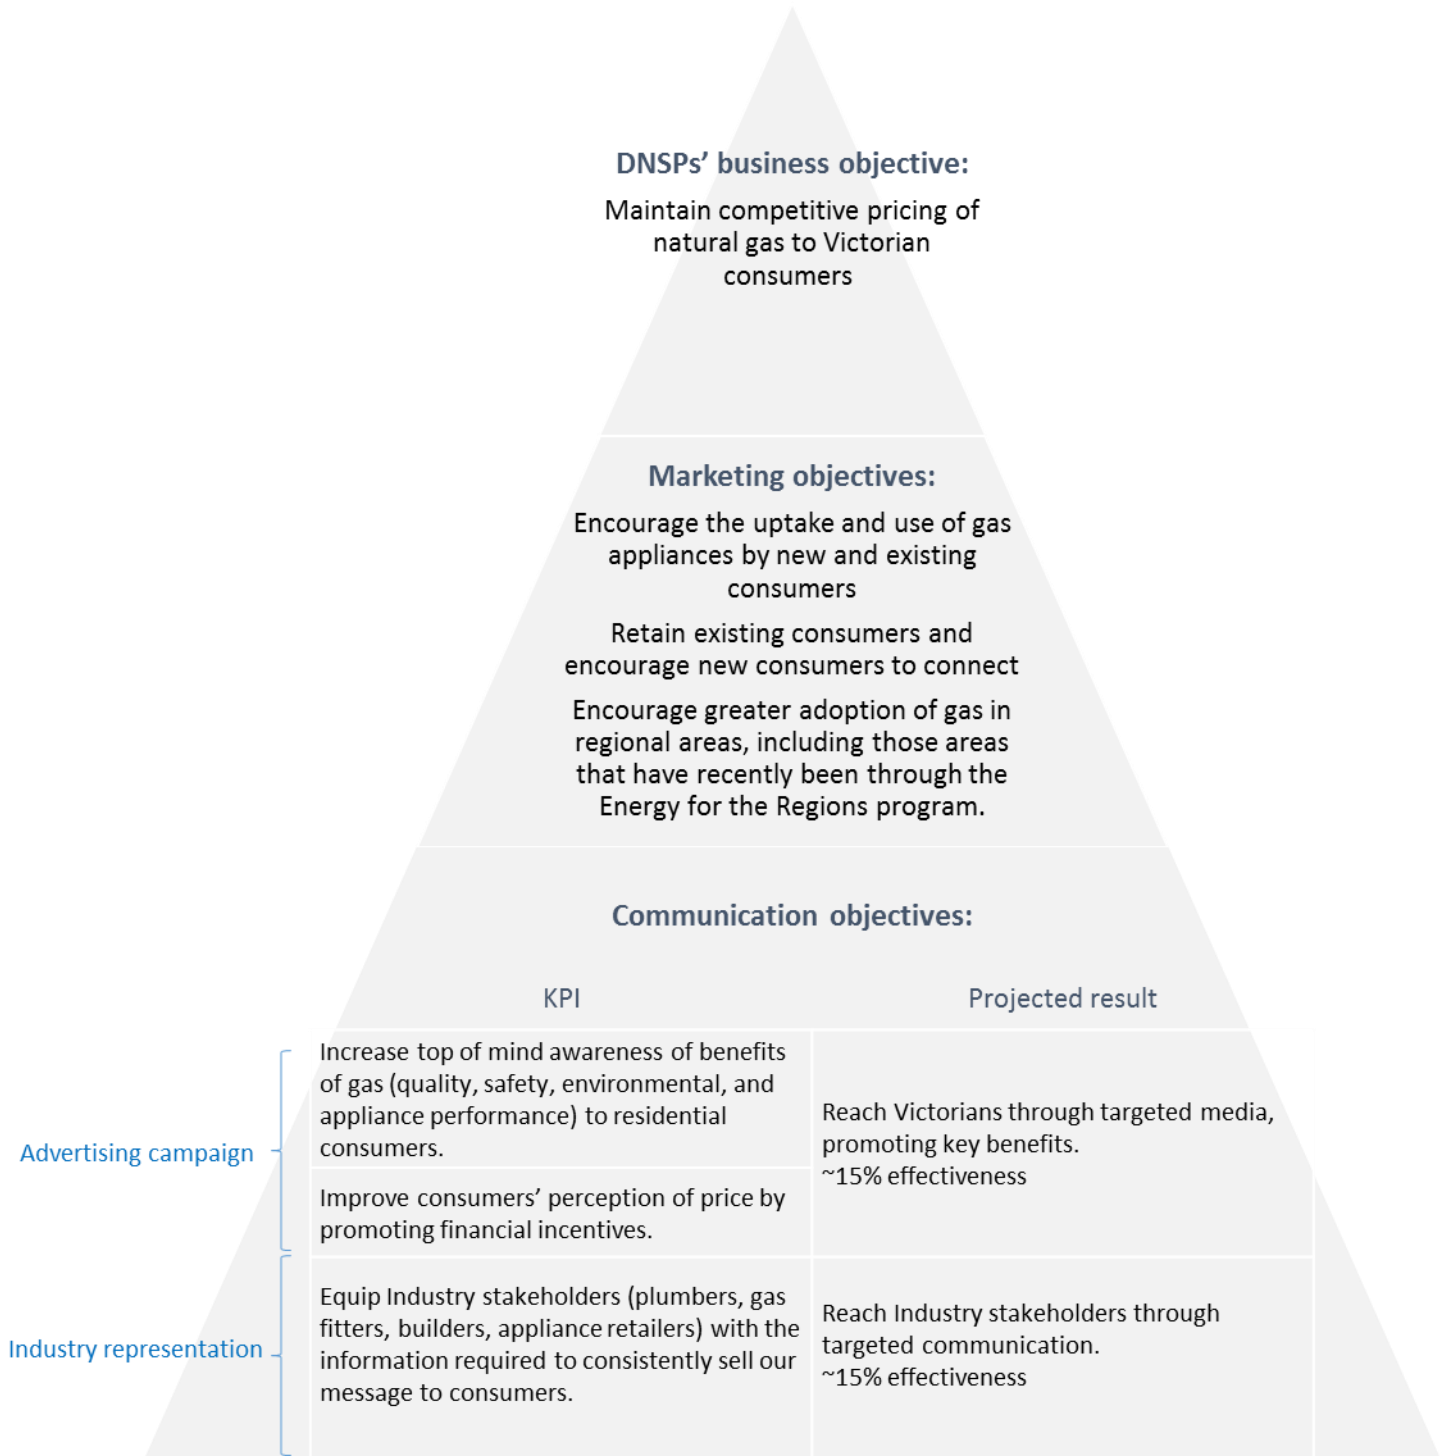 DNSPs’ business objective:
Maintain competitive pricing of
natural gas to Victorian
consumers
Marketing objectives:
Encourage the uptake and use of gas
appliances by new and existing
consumers
Retain existing consumers and
encourage new consumers to connect
Encourage greater adoption of gas in
regional areas, including those areas
that have recently been through the
Energy for the Regions program.
Communication objectives:
KPI
Projected result
Advertising campaign
Increase top of mind awareness of benefits
of gas (quality, safety, environmental, and
appliance performance) to residential
consumers.
Improve consumers’ perception of price by
promoting financial incentives.
Reach Victorians through targeted media,
promoting key benefits.
~15% effectiveness
Industry representation
Equip Industry stakeholders (plumbers, gas
fitters, builders, appliance retailers) with the
information required to consistently sell our
message to consumers.
Reach Industry stakeholders through
targeted communication.
~15% effectiveness